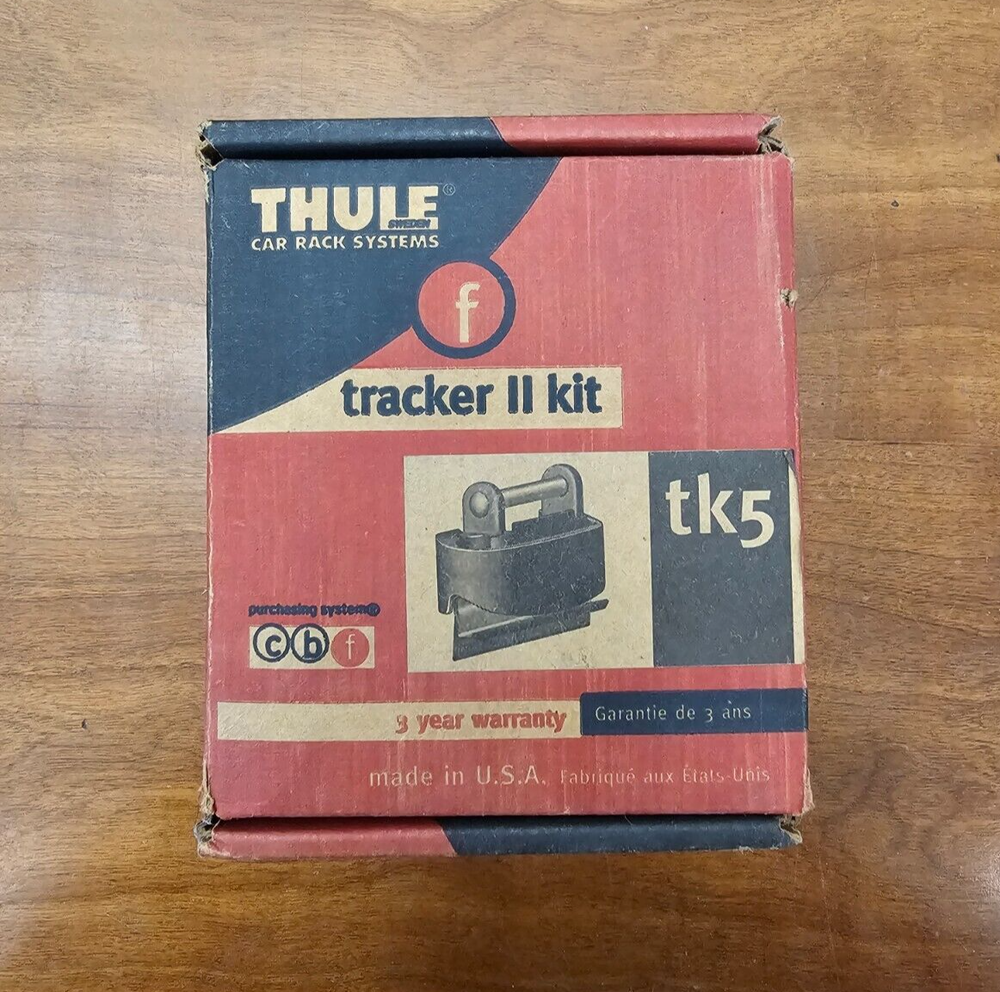 THULE®
SWEDEN
CAR RACK SYSTEMS
f
tracker II kit
tk5
purchasing system®
c b f
3 year warranty
Garantie de 3 ans
made in U.S.A. Fabriqué aux États-Unis